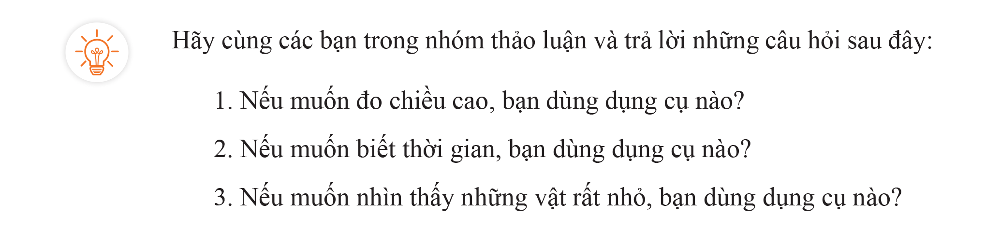 Hãy cùng các bạn trong nhóm thảo luận và trả lời những câu hỏi sau đây:
1. Nếu muốn đo chiều cao, bạn dùng dụng cụ nào?
2. Nếu muốn biết thời gian, bạn dùng dụng cụ nào?
3. Nếu muốn nhìn thấy những vật rất nhỏ, bạn dùng dụng cụ nào?